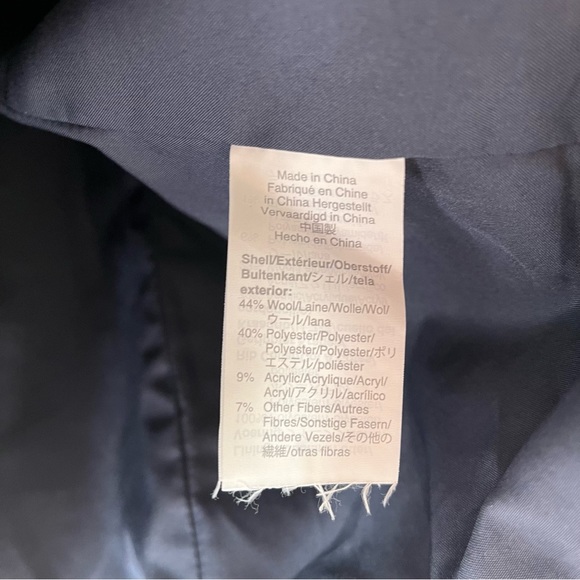 Made in China
Fabriqué en Chine
in China Hergestellt
Vervaardigd in China
中国製
Hecho en China
Shell/Extérieur/Oberstoff/
Buitenkant/シェル/tela
exterior:
44% Wool/Laine/Wolle/Wol/
ウール/lana
40% Polyester/Polyester/
Polyester/Polyester/ポリ
エステル/poliéster
9% Acrylic/Acrylique/Acryl/
Acryl/アクリル/acrílico
7% Other Fibers/Autres
Fibres/Sonstige Fasern/
Andere Vezels/その他の
繊維/otras fibras